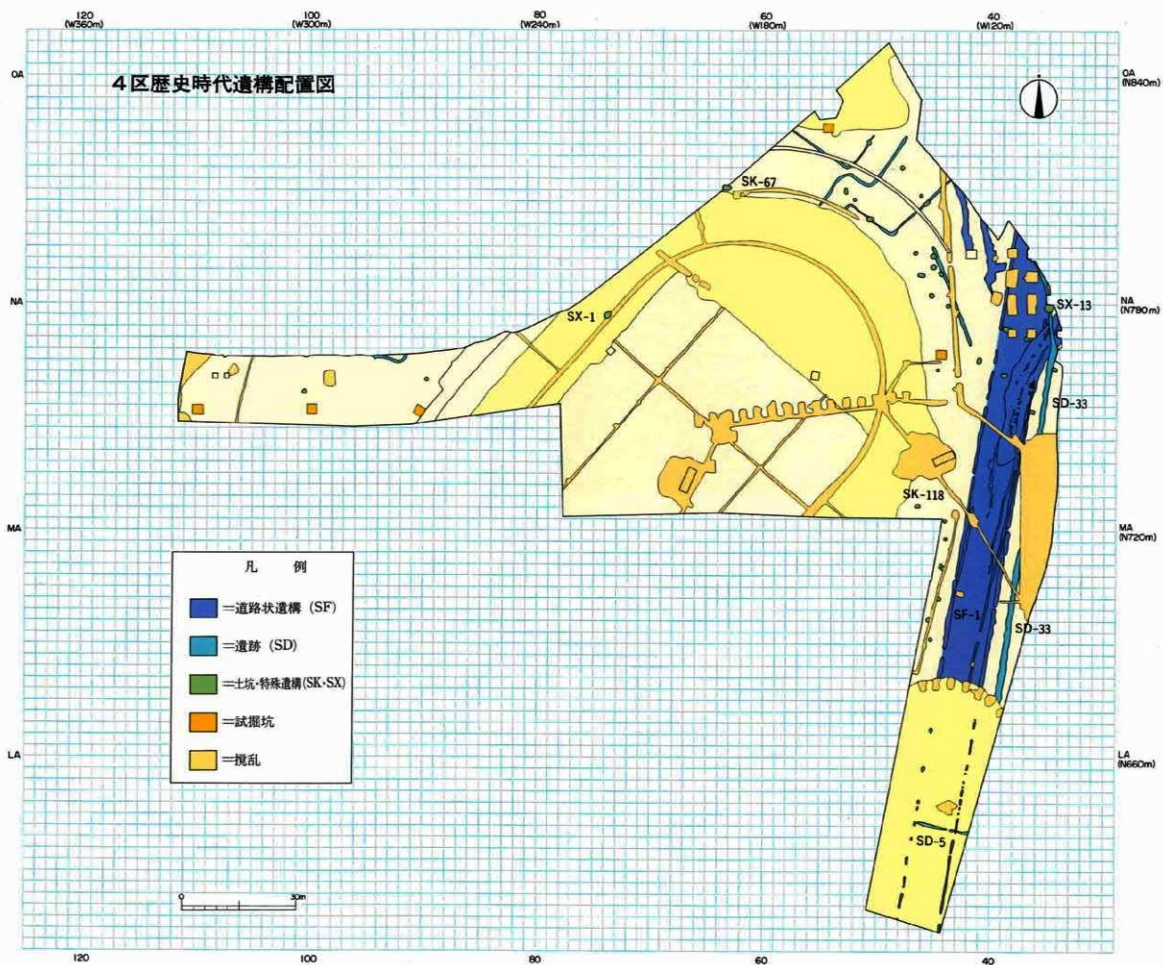 120 100 80 60 40
(W360m) (W300m) (W240m) (W180m) (W120m)
OA
OA
(N840m)
4区歴史時代遺構配置図
SK-67
SX-1
NA
NA
(N780m)
SX-13
SD-33
SK-118
MA
MA
(N720m)
凡 例
=道路状遺構 (SF)
=遺跡 (SD)
=土坑・特殊遺構(SK・SX)
=試掘坑
=撹乱
SF-1
SD-33
LA
LA
(N660m)
SD-5
0 30m
120 100 80 60 40